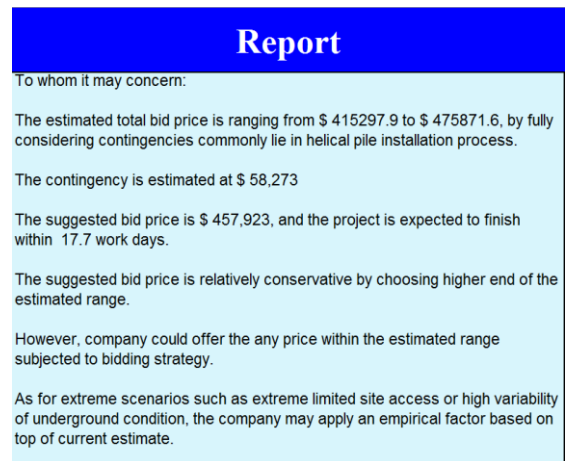 Report
To whom it may concern:
The estimated total bid price is ranging from $ 415297.9 to $ 475871.6, by fully
considering contingencies commonly lie in helical pile installation process.
The contingency is estimated at $ 58,273
The suggested bid price is $ 457,923, and the project is expected to finish
within  17.7 work days.
The suggested bid price is relatively conservative by choosing higher end of the
estimated range.
However, company could offer the any price within the estimated range
subjected to bidding strategy.
As for extreme scenarios such as extreme limited site access or high variability
of underground condition, the company may apply an empirical factor based on
top of current estimate.